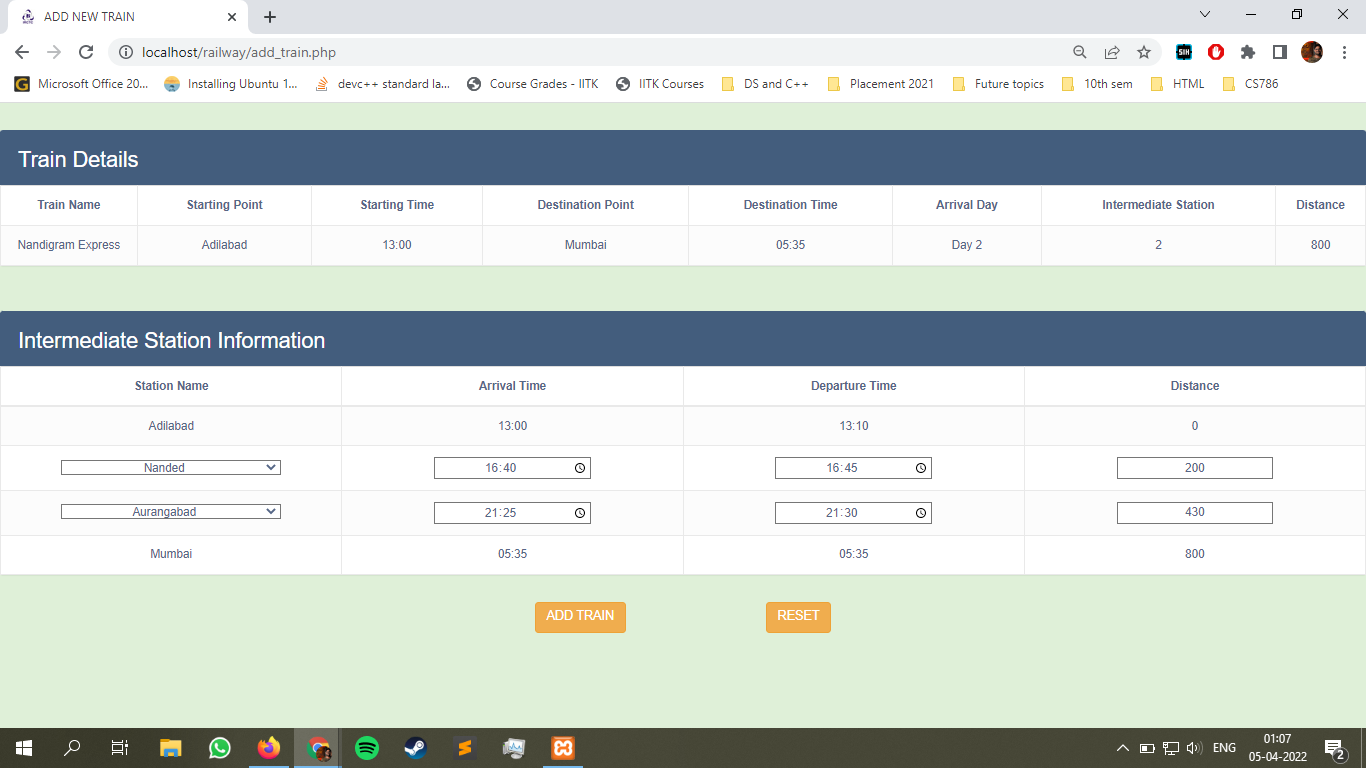 ADD NEW TRAIN
localhost/railway/add_train.php
Microsoft Office 20... Installing Ubuntu 1... devc++ standard la... Course Grades - IITK IITK Courses DS and C++ Placement 2021 Future topics 10th sem HTML CS786
Train Details
Train Name Starting Point Starting Time Destination Point Destination Time Arrival Day Intermediate Station Distance
Nandigram Express Adilabad 13:00 Mumbai 05:35 Day 2 2 800
Intermediate Station Information
Station Name Arrival Time Departure Time Distance
Adilabad 13:00 13:10 0
Nanded 16:40 16:45 200
Aurangabad 21:25 21:30 430
Mumbai 05:35 05:35 800
ADD TRAIN RESET
ENG 01:07
05-04-2022 2